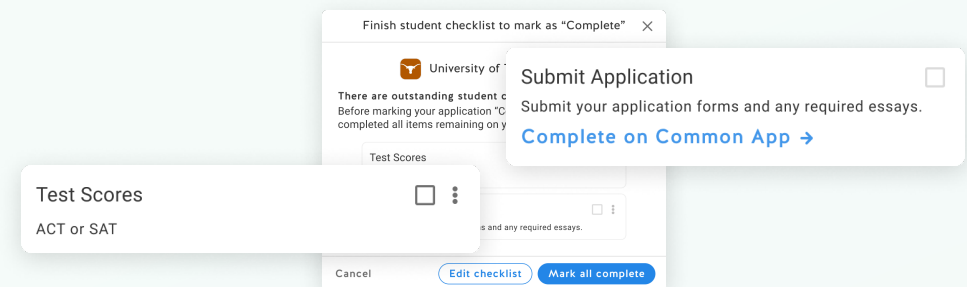 Finish student checklist to mark as “Complete”
University of
There are outstanding student
Before marking your application
completed all items remaining on
Test Scores
and any required essays.
Cancel
Edit checklist
Mark all complete
Submit Application
Submit your application forms and any required essays.
Complete on Common App →
Test Scores
ACT or SAT